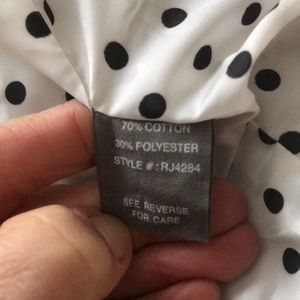 70% COTTON
30% POLYESTER
STYLE # : RJ4284
SEE REVERSE
FOR CARE